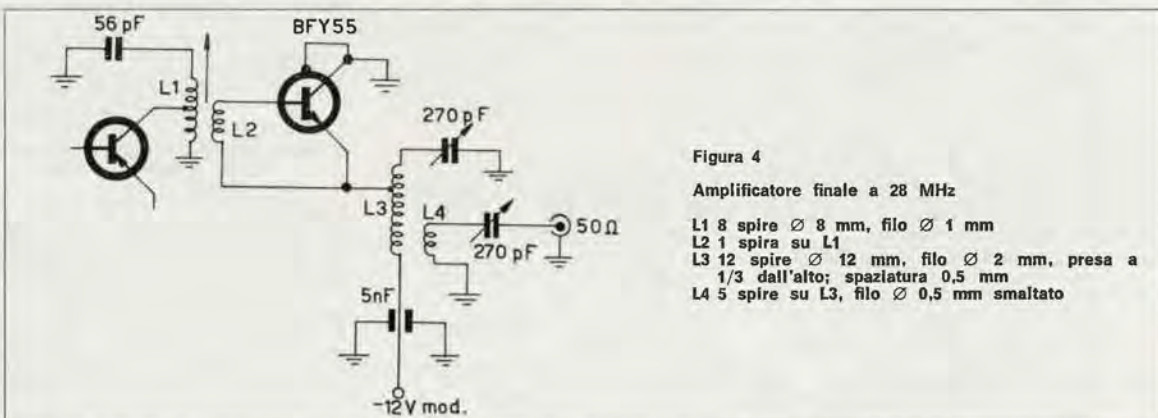 56 pF
BFY55
L1
L2
270 pF
L3
L4
270 pF
50Ω
5nF
-12V mod.
Figura 4
Amplificatore finale a 28 MHz
L1 8 spire Ø 8 mm, filo Ø 1 mm
L2 1 spira su L1
L3 12 spire Ø 12 mm, filo Ø 2 mm, presa a
1/3 dall'alto; spaziatura 0,5 mm
L4 5 spire su L3, filo Ø 0,5 mm smaltato